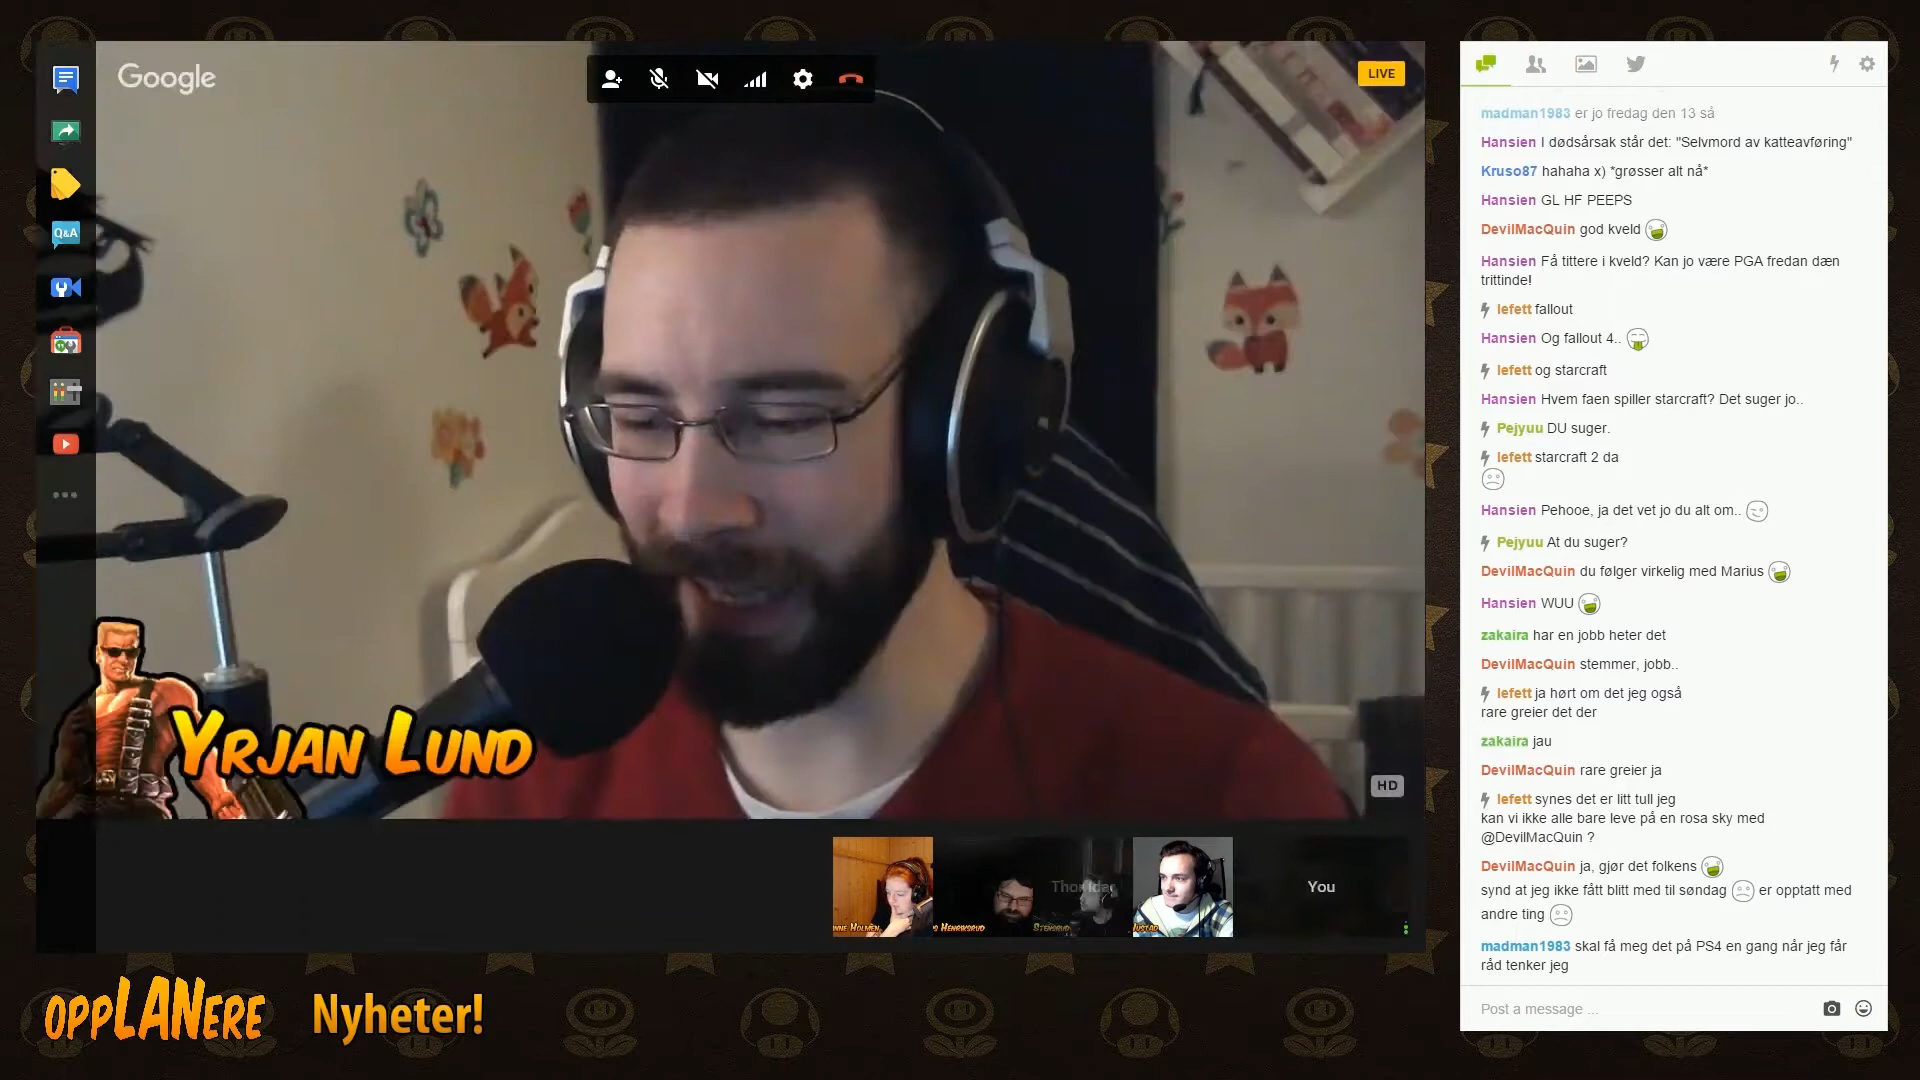 Google
LIVE
Q&A
YRJAN LUND
HD
HENRIKSRUD
You
OPPLANERE
Nyheter!
madman1983 er jo fredag den 13 så
Hansien I dødsårsak står det: "Selvmord av katteavføring"
Kruso87 hahaha x) *grøsser alt nå*
Hansien GL HF PEEPS
DevilMacQuin god kveld
Hansien Få tittere i kveld? Kan jo være PGA fredan dæn
trittinde!
lefett fallout
Hansien Og fallout 4..
lefett og starcraft
Hansien Hvem faen spiller starcraft? Det suger jo..
Pejyuu DU suger.
lefett starcraft 2 da
Hansien Pehooe, ja det vet jo du alt om..
Pejyuu At du suger?
DevilMacQuin du følger virkelig med Marius
Hansien WUU
zakaira har en jobb heter det
DevilMacQuin stemmer, jobb..
lefett ja hørt om det jeg også
rare greier det der
zakaira jau
DevilMacQuin rare greier ja
lefett synes det er litt tull jeg
kan vi ikke alle bare leve på en rosa sky med
@DevilMacQuin ?
DevilMacQuin ja, gjør det folkens
synd at jeg ikke fått blitt med til søndag er opptatt med
andre ting
madman1983 skal få meg det på PS4 en gang når jeg får
råd tenker jeg
Post a message ...